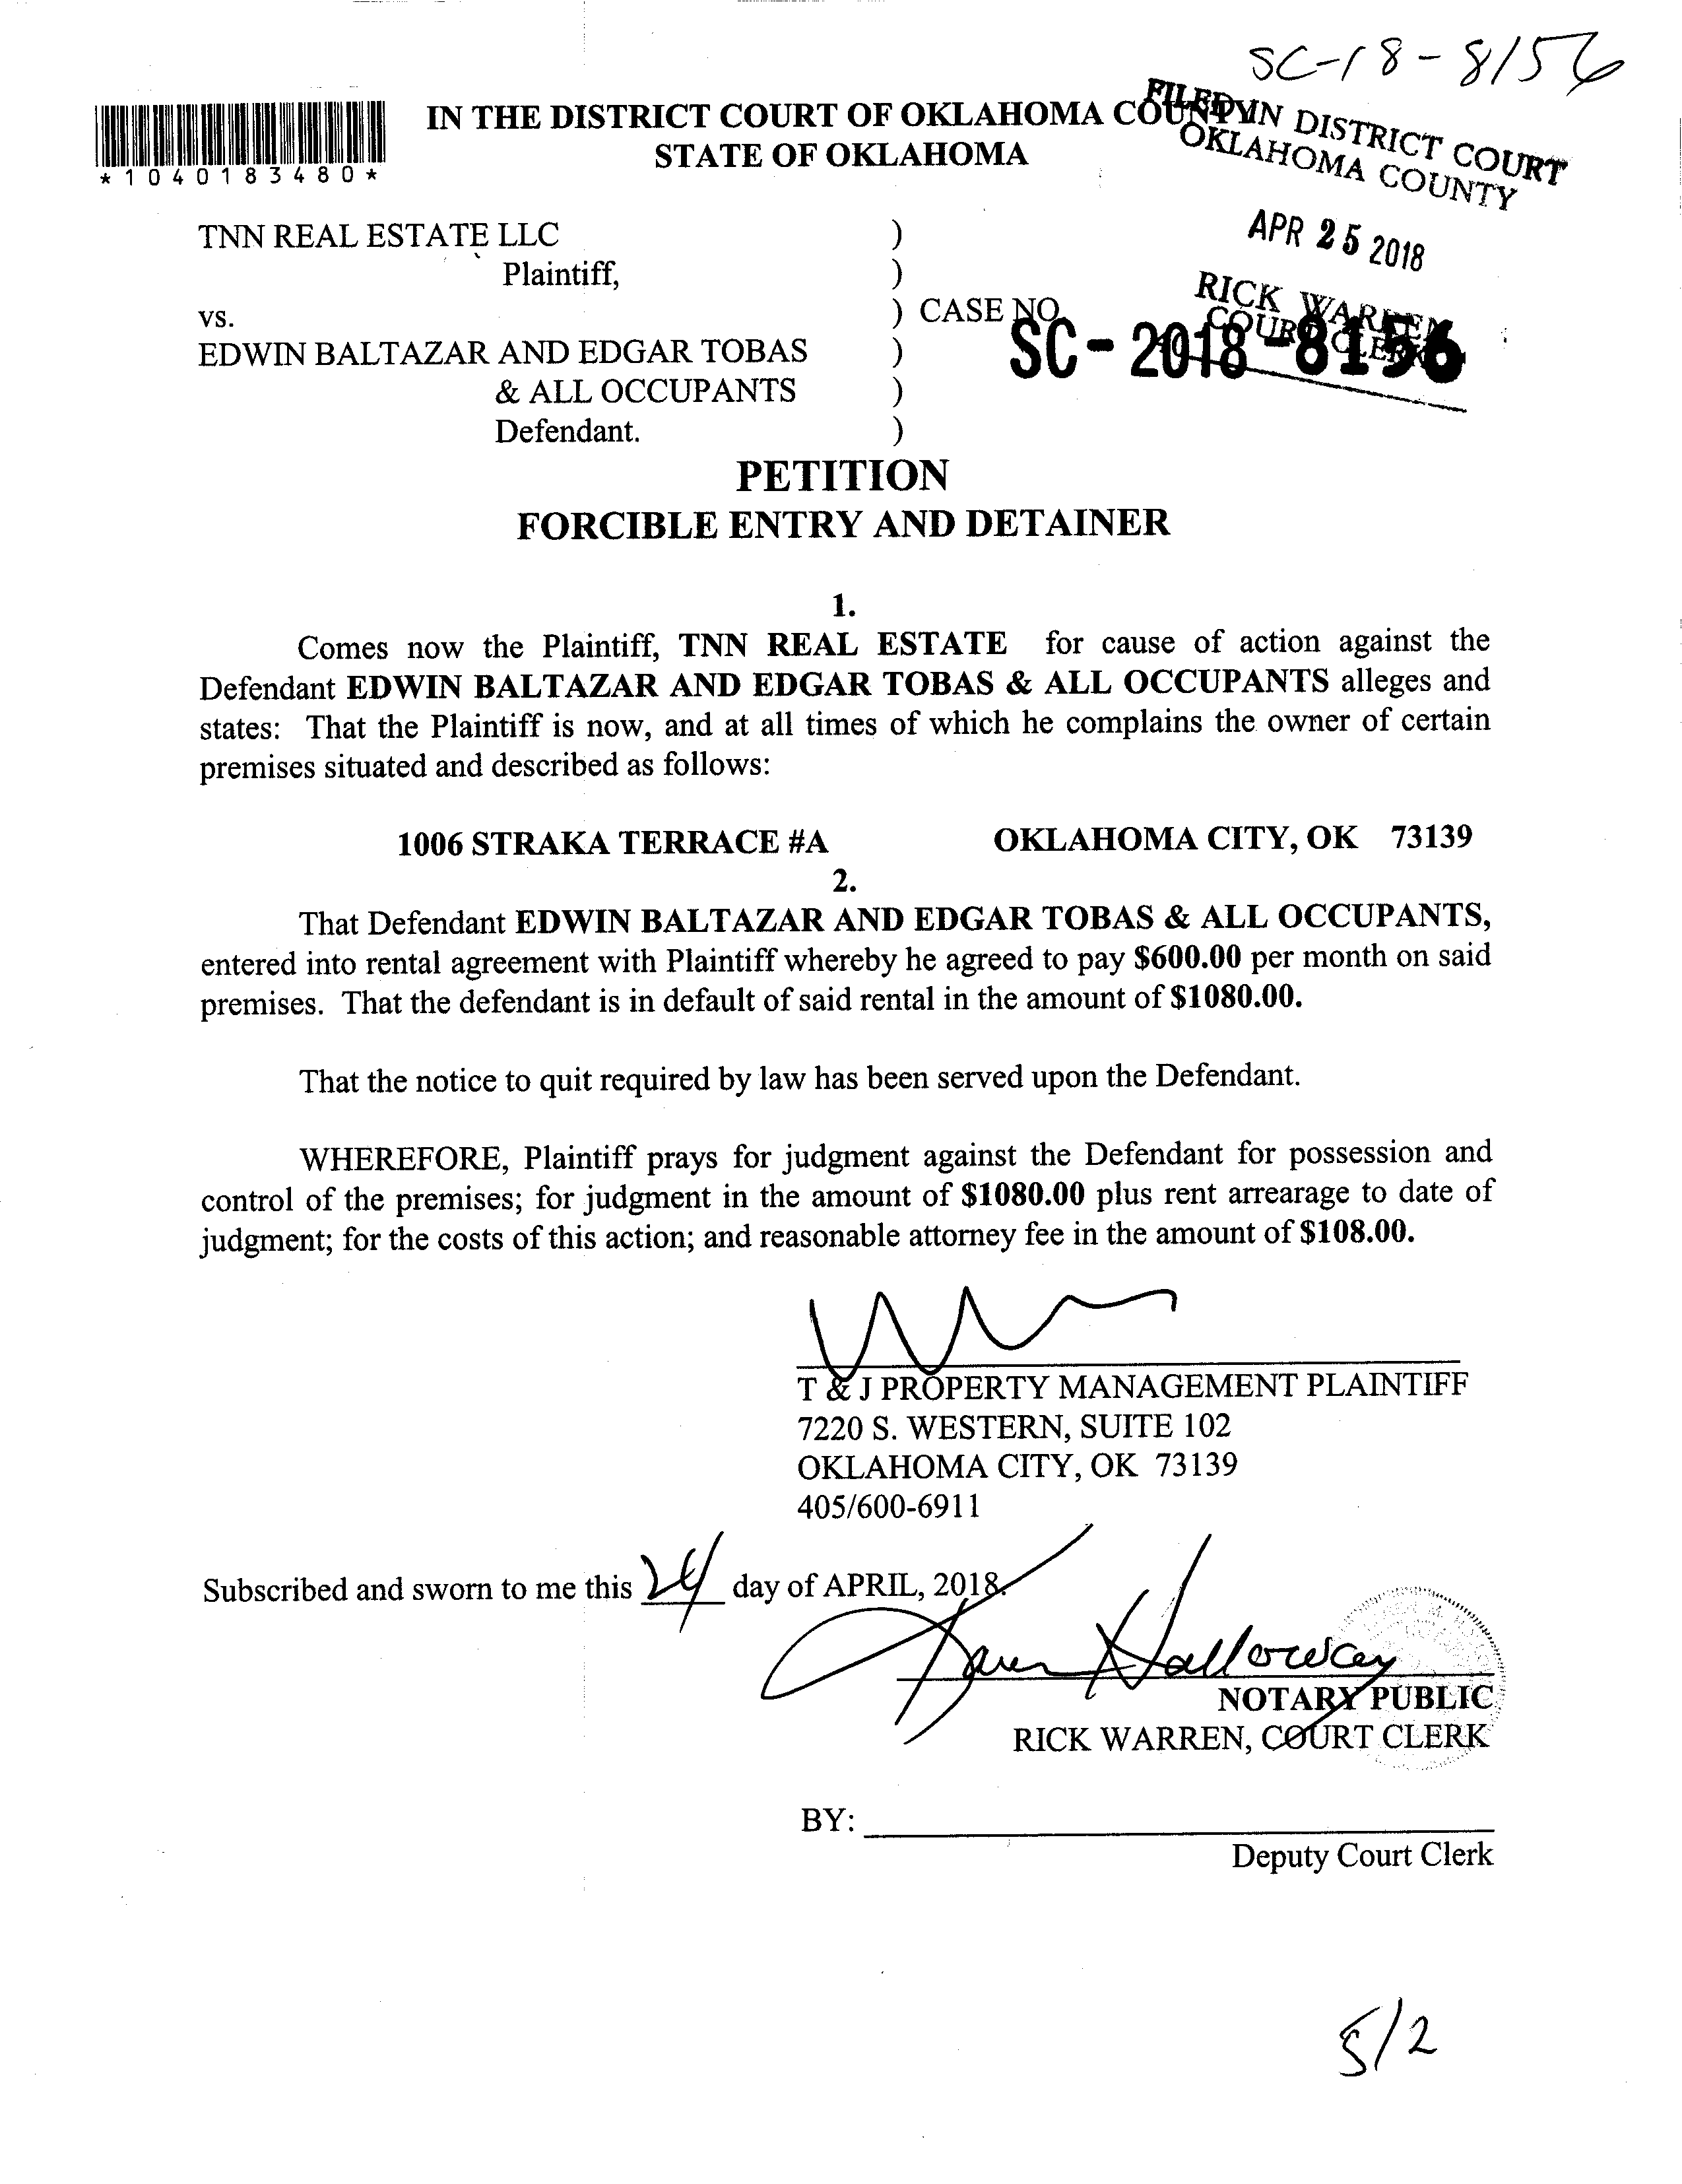 SC-18-8156
*1040183480*
IN THE DISTRICT COURT OF OKLAHOMA COUNTY
STATE OF OKLAHOMA
FILED IN DISTRICT COURT
OKLAHOMA COUNTY
APR 25 2018
RICK WARREN
COURT CLERK
TNN REAL ESTATE LLC )
Plaintiff, )
vs. ) CASE NO.
SC-2018-8156
EDWIN BALTAZAR AND EDGAR TOBAS )
& ALL OCCUPANTS )
Defendant. )
PETITION
FORCIBLE ENTRY AND DETAINER
1.
Comes now the Plaintiff, TNN REAL ESTATE for cause of action against the
Defendant EDWIN BALTAZAR AND EDGAR TOBAS & ALL OCCUPANTS alleges and
states: That the Plaintiff is now, and at all times of which he complains the owner of certain
premises situated and described as follows:
1006 STRAKA TERRACE #A OKLAHOMA CITY, OK 73139
2.
That Defendant EDWIN BALTAZAR AND EDGAR TOBAS & ALL OCCUPANTS,
entered into rental agreement with Plaintiff whereby he agreed to pay $600.00 per month on said
premises. That the defendant is in default of said rental in the amount of $1080.00.
That the notice to quit required by law has been served upon the Defendant.
WHEREFORE, Plaintiff prays for judgment against the Defendant for possession and
control of the premises; for judgment in the amount of $1080.00 plus rent arrearage to date of
judgment; for the costs of this action; and reasonable attorney fee in the amount of $108.00.
T & J PROPERTY MANAGEMENT PLAINTIFF
7220 S. WESTERN, SUITE 102
OKLAHOMA CITY, OK 73139
405/600-6911
Subscribed and sworn to me this 24 day of APRIL, 2018.
Karen Halloway
NOTARY PUBLIC
RICK WARREN, COURT CLERK
BY:
Deputy Court Clerk
5/2